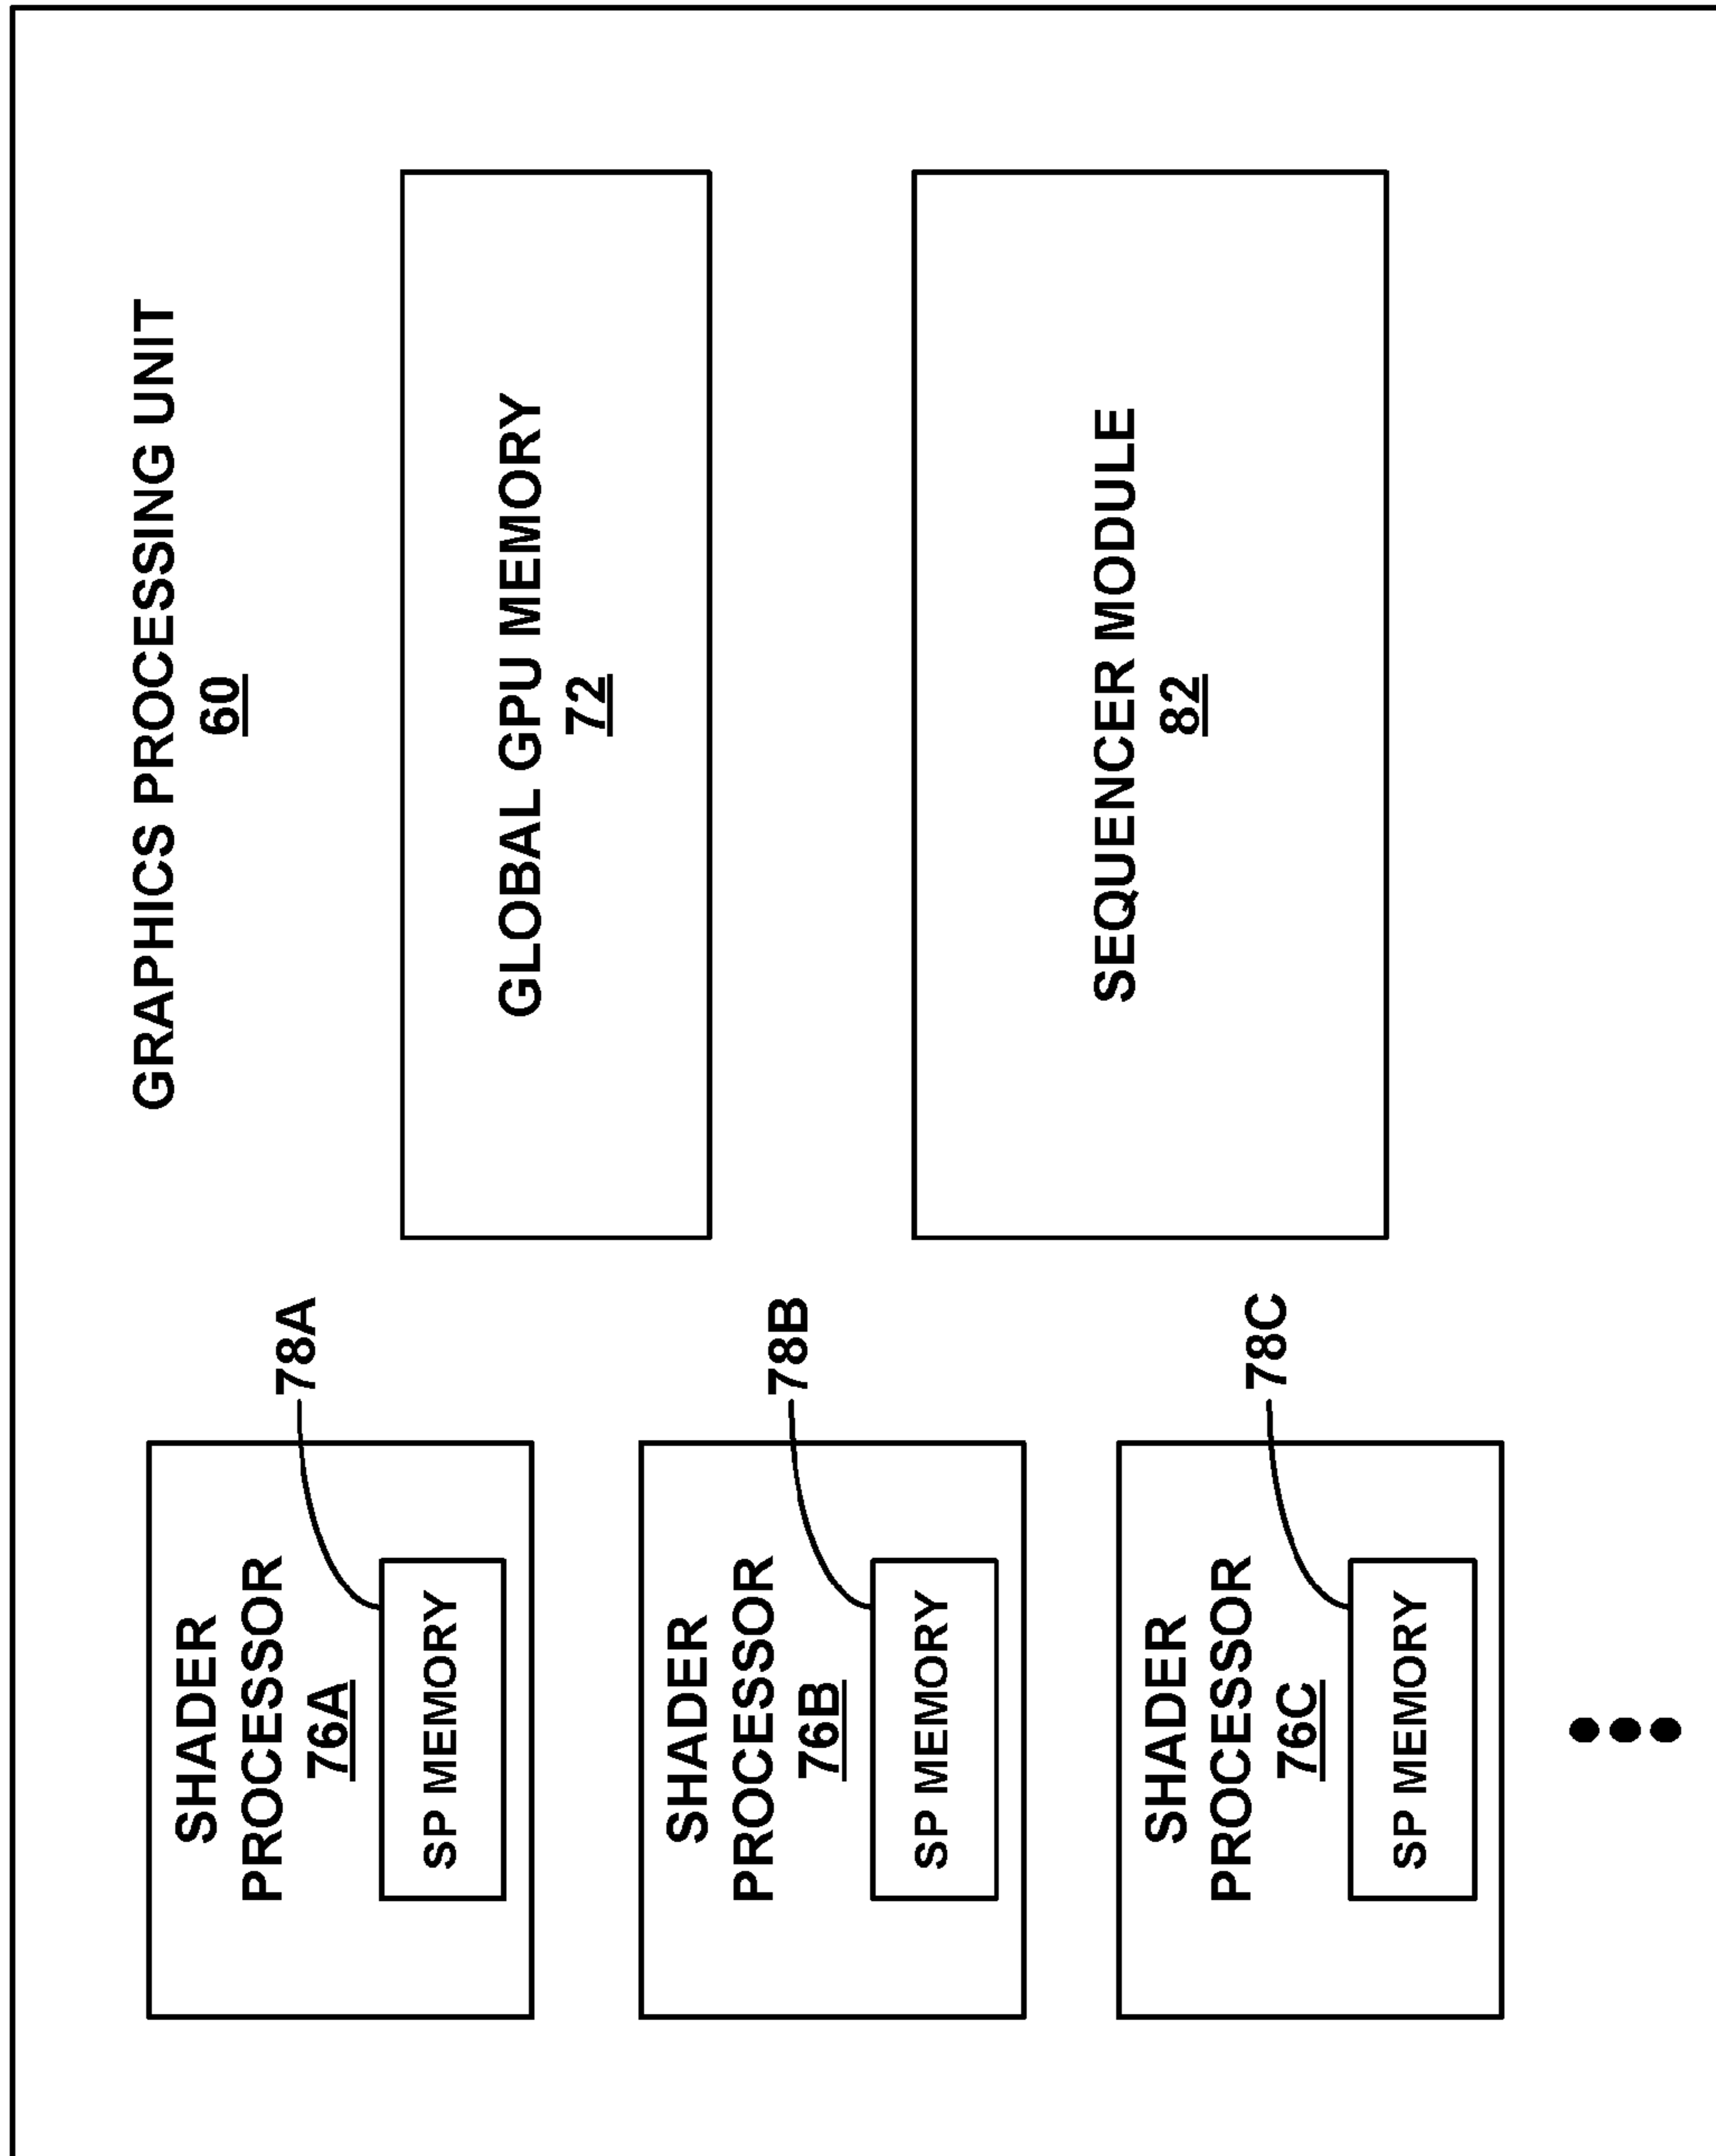 GRAPHICS PROCESSING UNIT
60
SHADER
PROCESSOR
76A
SP MEMORY
78A
GLOBAL GPU MEMORY
72
SHADER
PROCESSOR
76B
SP MEMORY
78B
SEQUENCER MODULE
82
SHADER
PROCESSOR
76C
SP MEMORY
78C